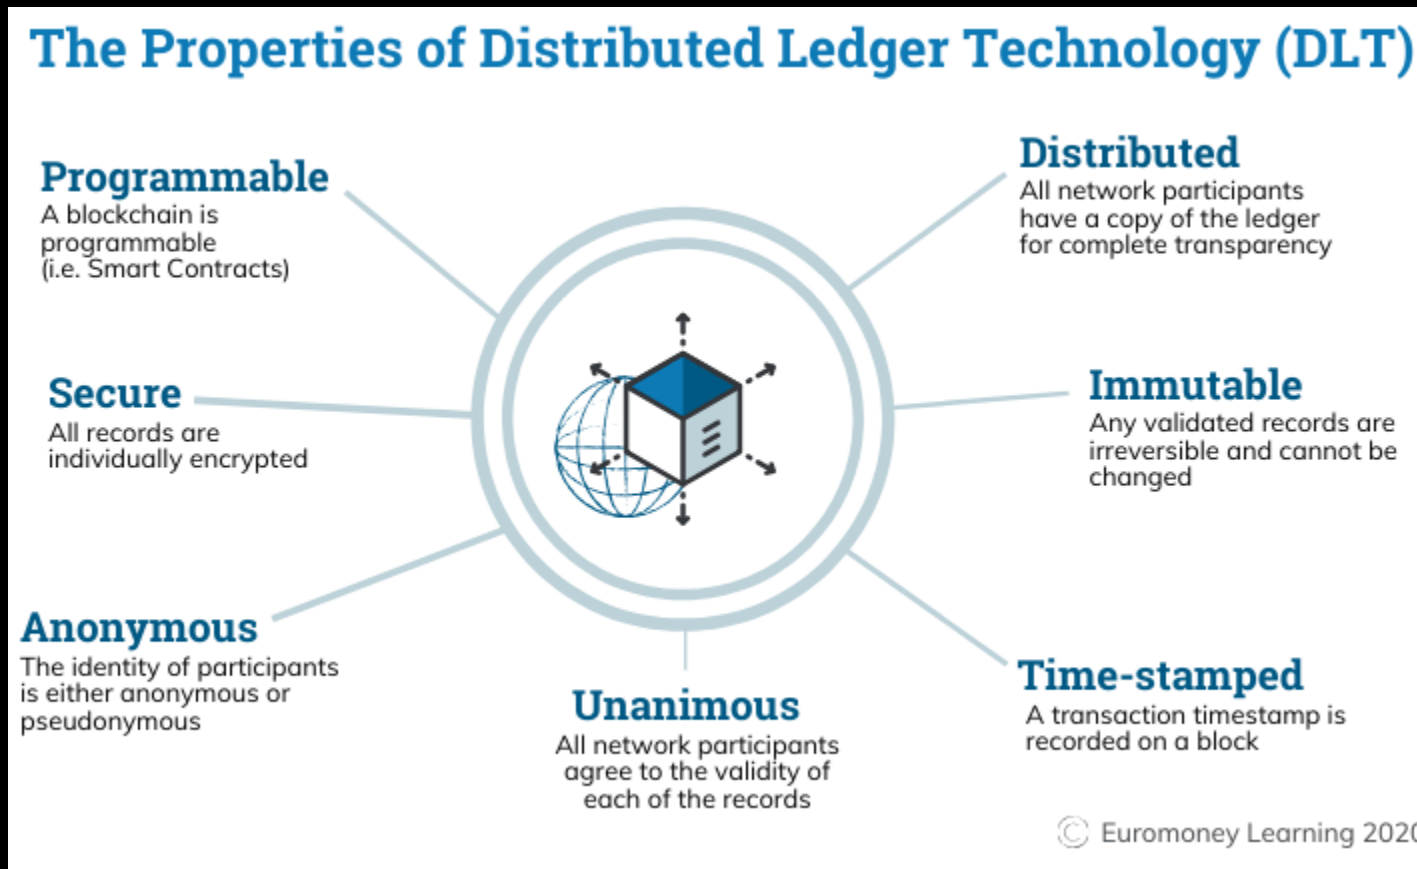 The Properties of Distributed Ledger Technology (DLT)
Programmable
A blockchain is
programmable
(i.e. Smart Contracts)
Distributed
All network participants
have a copy of the ledger
for complete transparency
Secure
All records are
individually encrypted
Immutable
Any validated records are
irreversible and cannot be
changed
Anonymous
The identity of participants
is either anonymous or
pseudonymous
Unanimous
All network participants
agree to the validity of
each of the records
Time-stamped
A transaction timestamp is
recorded on a block
© Euromoney Learning 2020